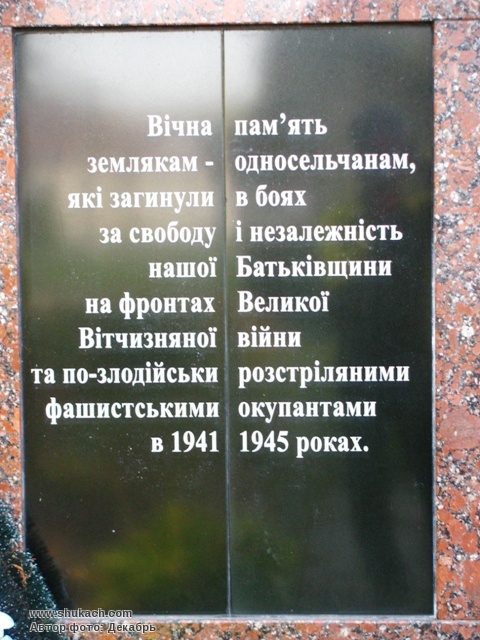 Вічна пам’ять
землякам - односельчанам,
які загинули в боях
за свободу і незалежність
нашої Батьківщини
на фронтах Великої
Вітчизняної війни
та по-злодійськи розстріляними
фашистськими окупантами
в 1941 1945 роках.
www.shukach.com
Автор фото: Декабрь